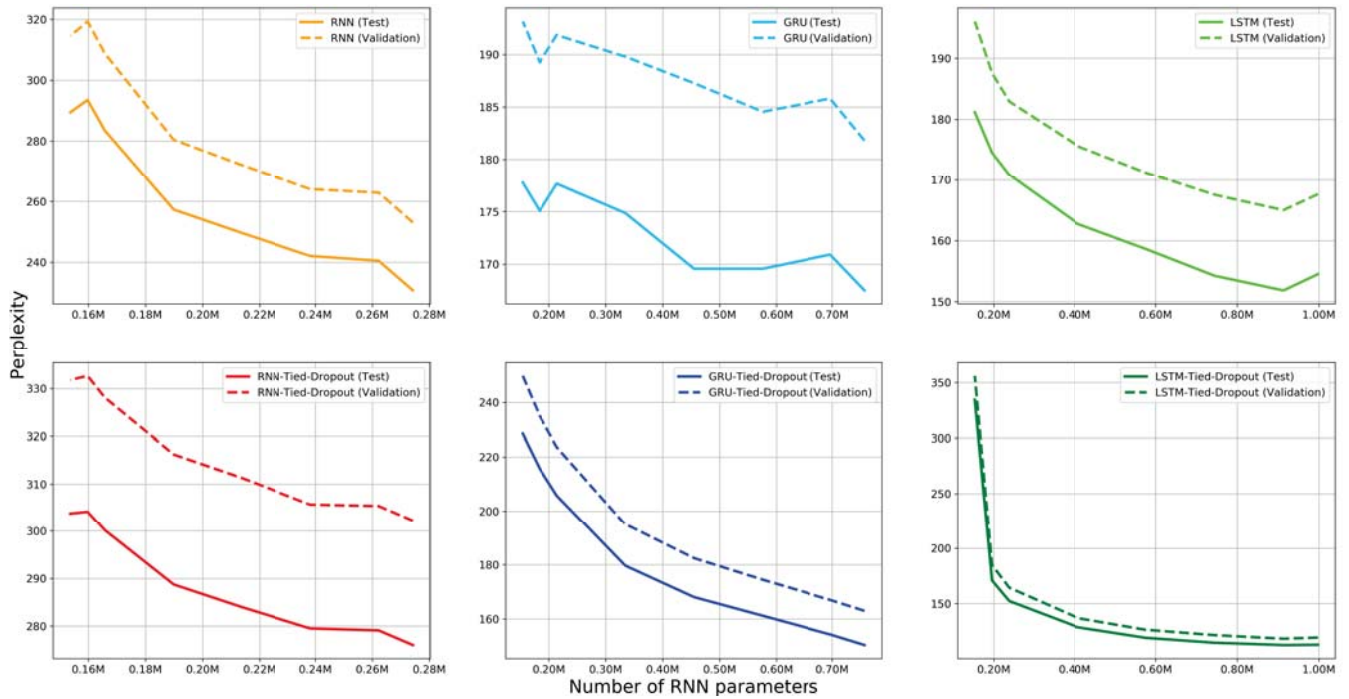 RNN (Test)
RNN (Validation)
320
300
280
260
240
0.16M 0.18M 0.20M 0.22M 0.24M 0.26M 0.28M
GRU (Test)
GRU (Validation)
190
185
180
175
170
0.20M 0.30M 0.40M 0.50M 0.60M 0.70M
LSTM (Test)
LSTM (Validation)
190
180
170
160
150
0.20M 0.40M 0.60M 0.80M 1.00M
Perplexity
RNN-Tied-Dropout (Test)
RNN-Tied-Dropout (Validation)
330
320
310
300
290
280
0.16M 0.18M 0.20M 0.22M 0.24M 0.26M 0.28M
GRU-Tied-Dropout (Test)
GRU-Tied-Dropout (Validation)
240
220
200
180
160
0.20M 0.30M 0.40M 0.50M 0.60M 0.70M
LSTM-Tied-Dropout (Test)
LSTM-Tied-Dropout (Validation)
350
300
250
200
150
0.20M 0.40M 0.60M 0.80M 1.00M
Number of RNN parameters